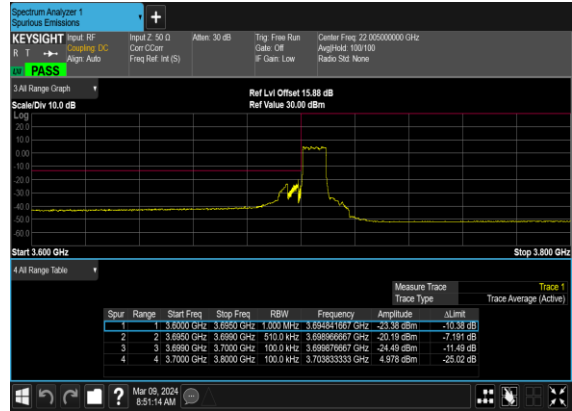 Spectrum Analyzer 1
Spurious Emissions
+
KEYSIGHT
R T
PASS
Input: RF
Coupling: DC
Align: Auto
Input Z: 50 Ω
Corr CCorr
Freq Ref: Int (S)
Atten: 30 dB
Trig: Free Run
Gate: Off
IF Gain: Low
Center Freq: 22.005000000 GHz
Avg|Hold: 100/100
Radio Std: None
3 All Range Graph
Scale/Div 10.0 dB
Ref Lvl Offset 15.88 dB
Ref Value 30.00 dBm
Log
20.0
10.0
0.00
-10.0
-20.0
-30.0
-40.0
-50.0
-60.0
Start 3.600 GHz
Stop 3.800 GHz
4 All Range Table
Measure Trace Trace 1
Trace Type Trace Average (Active)
Spur Range Start Freq Stop Freq RBW Frequency Amplitude ΔLimit
1 1 3.6000 GHz 3.6950 GHz 1.000 MHz 3.694841667 GHz -23.38 dBm -10.38 dB
2 2 3.6950 GHz 3.6990 GHz 510.0 kHz 3.698966667 GHz -20.19 dBm -7.191 dB
3 3 3.6990 GHz 3.7000 GHz 100.0 kHz 3.699876667 GHz -24.49 dBm -11.49 dB
4 4 3.7000 GHz 3.8000 GHz 100.0 kHz 3.703833333 GHz 4.978 dBm -25.02 dB
?
Mar 09, 2024
8:51:14 AM